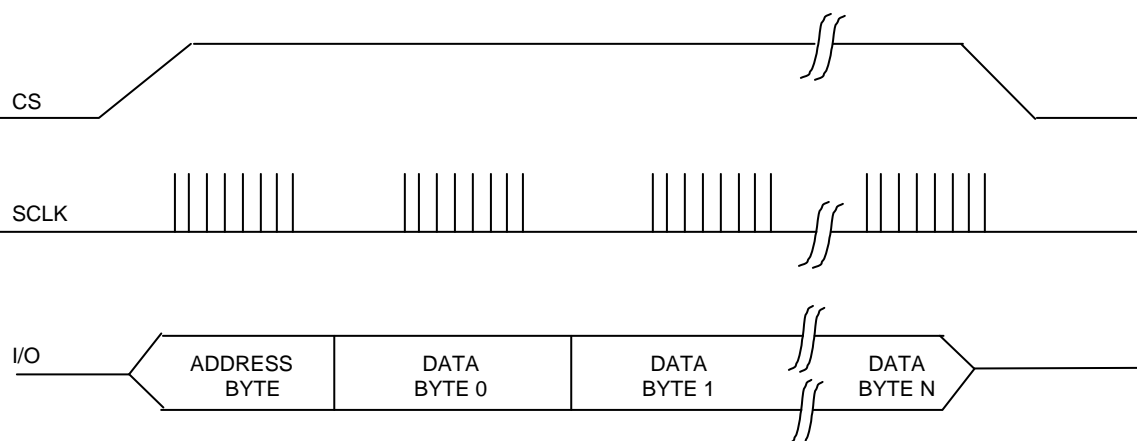 CS
SCLK
I/O
ADDRESS
BYTE
DATA
BYTE 0
DATA
BYTE 1
DATA
BYTE N